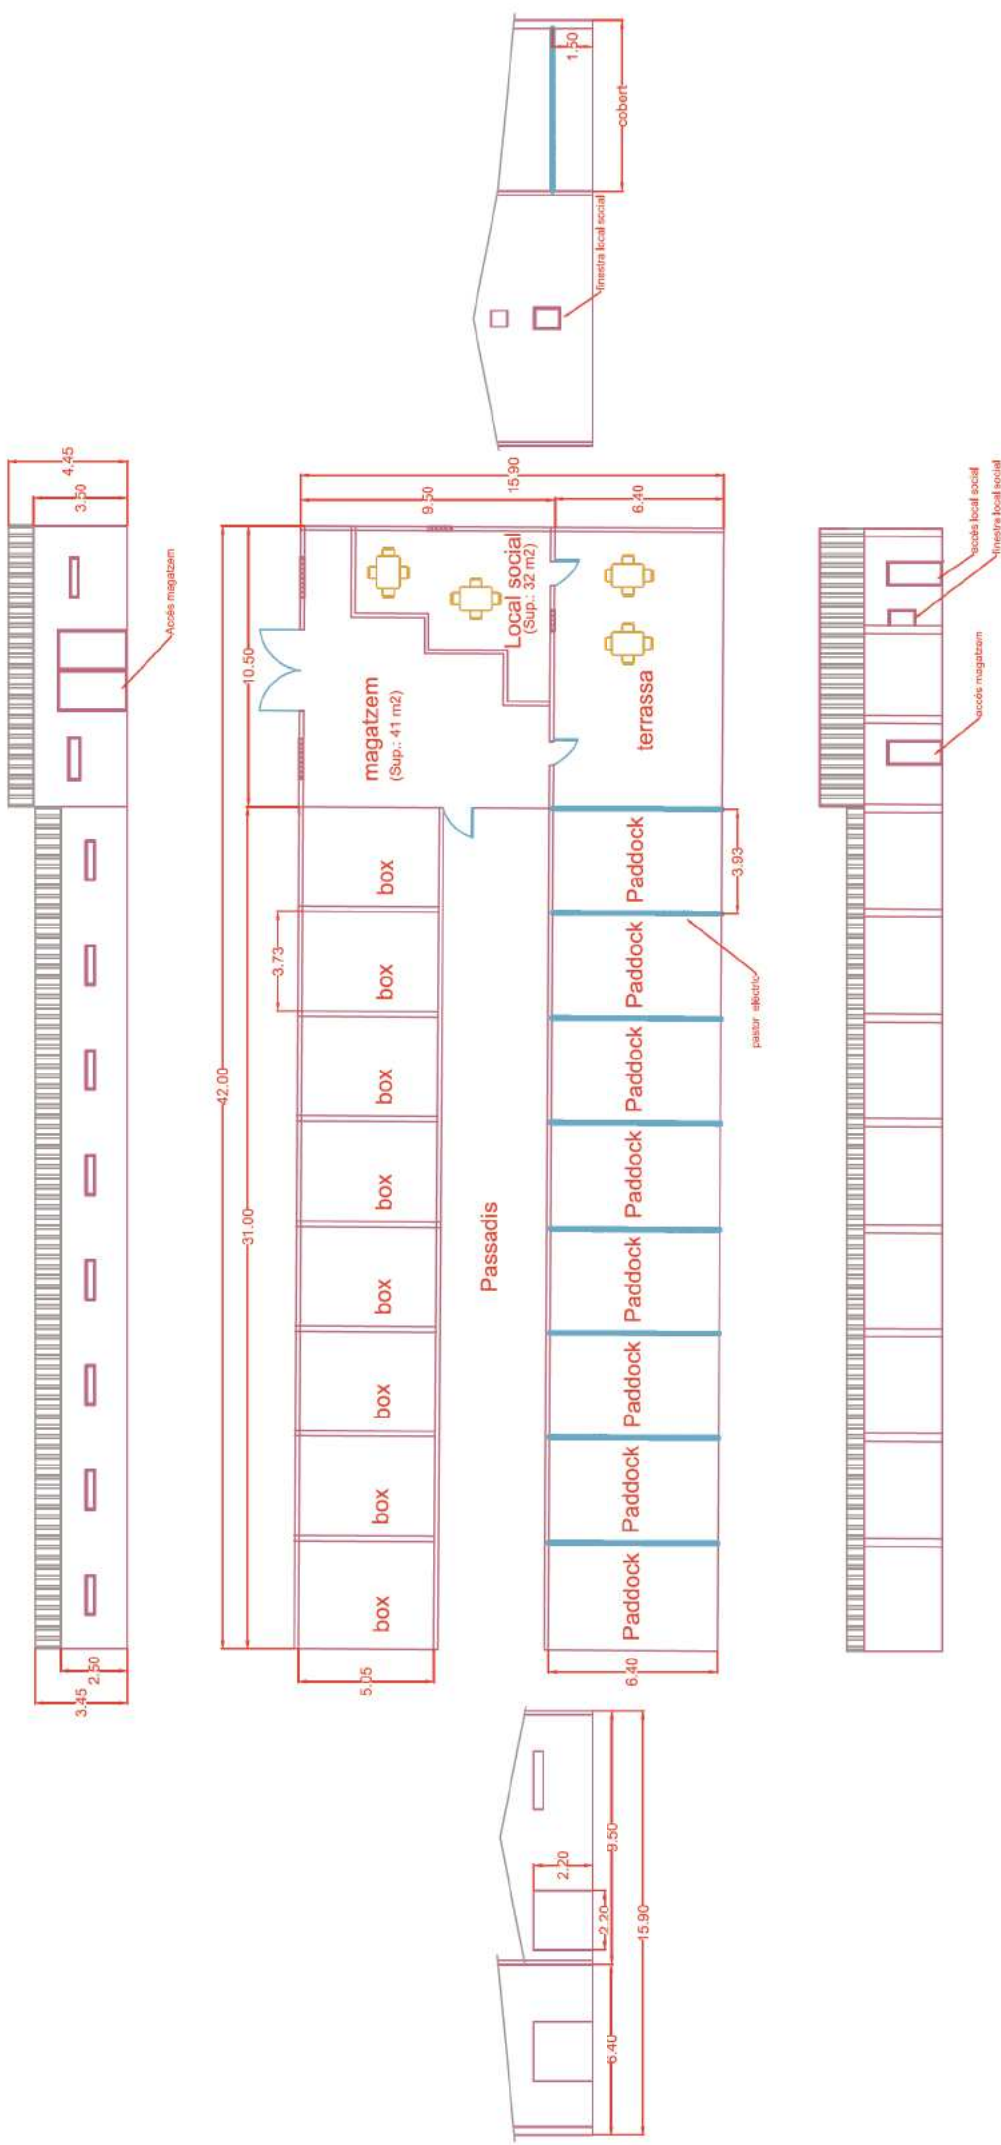 1.50
cobert
finestra local social
4.45
3.50
Accés magatzem
15.90
9.50
6.40
10.50
Local social
(Sup.: 32 m2)
magatzem
(Sup.: 41 m2)
terrassa
accés local social
finestra local social
accés magatzem
42.00
31.00
3.73
3.93
pastor elèctric
box
box
box
box
box
box
box
box
Passadis
Paddock
Paddock
Paddock
Paddock
Paddock
Paddock
Paddock
Paddock
3.45
2.50
5.05
6.40
2.20
2.20
9.50
6.40
15.90